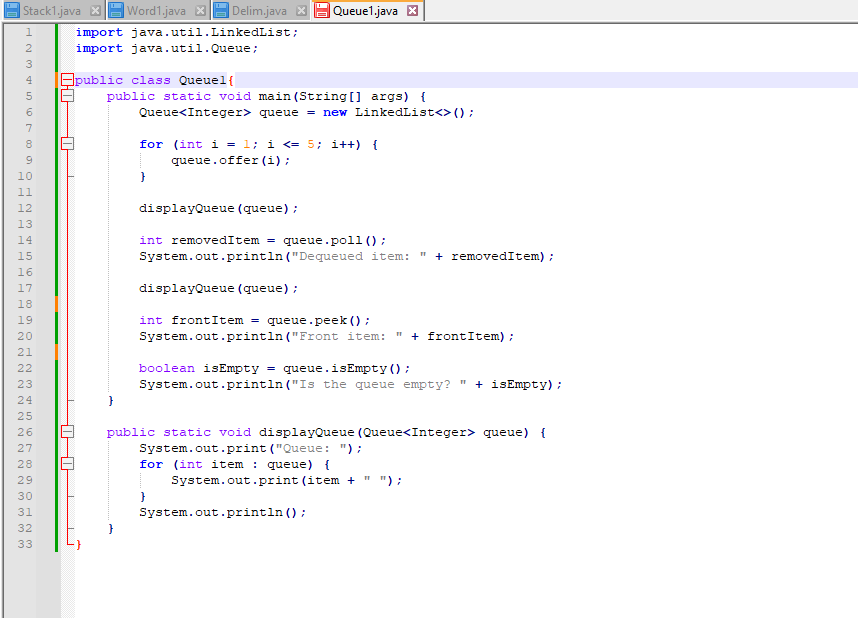 Stack1.java Word1.java Delim.java Queue1.java
1 import java.util.LinkedList;
2 import java.util.Queue;
3
4 public class Queue1{
5 public static void main(String[] args) {
6 Queue<Integer> queue = new LinkedList<>();
7
8 for (int i = 1; i <= 5; i++) {
9 queue.offer(i);
10 }
11
12 displayQueue(queue);
13
14 int removedItem = queue.poll();
15 System.out.println("Dequeued item: " + removedItem);
16
17 displayQueue(queue);
18
19 int frontItem = queue.peek();
20 System.out.println("Front item: " + frontItem);
21
22 boolean isEmpty = queue.isEmpty();
23 System.out.println("Is the queue empty? " + isEmpty);
24 }
25
26 public static void displayQueue(Queue<Integer> queue) {
27 System.out.print("Queue: ");
28 for (int item : queue) {
29 System.out.print(item + " ");
30 }
31 System.out.println();
32 }
33 }